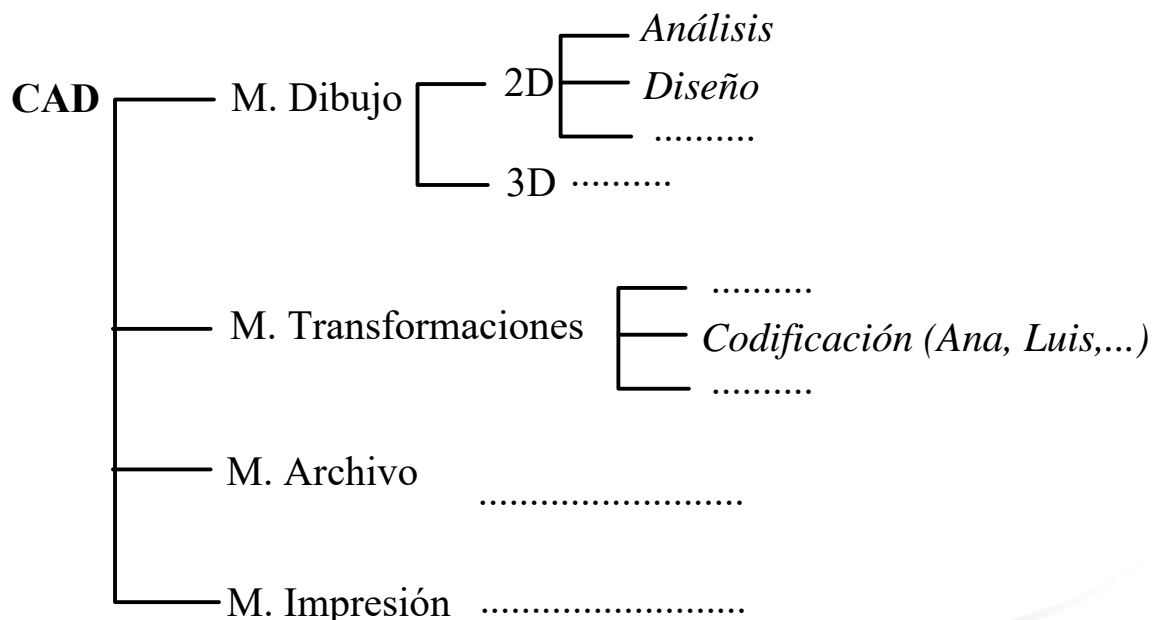 Análisis
CAD M. Dibujo 2D Diseño
..........
3D ..........
..........
M. Transformaciones Codificación (Ana, Luis,...)
..........
M. Archivo
..........................
M. Impresión ..........................